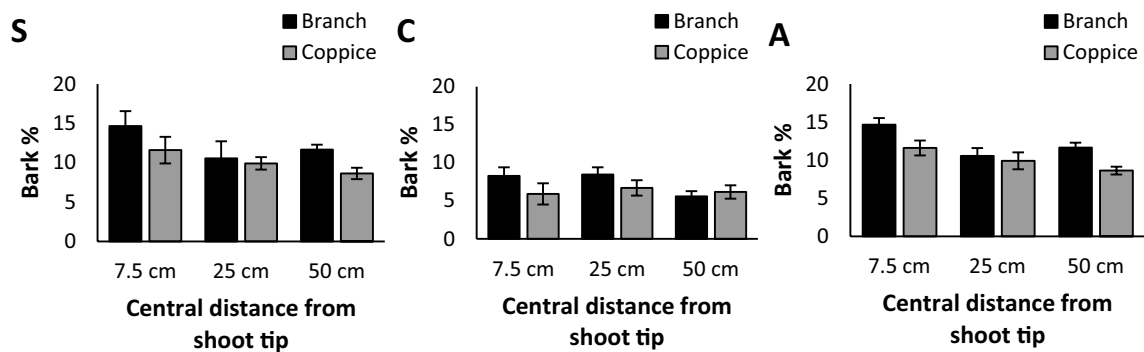 S
Branch
Coppice
Bark %
20
15
10
5
0
7.5 cm 25 cm 50 cm
Central distance from
shoot tip
C
Branch
Coppice
Bark %
20
15
10
5
0
7.5 cm 25 cm 50 cm
Central distance from
shoot tip
A
Branch
Coppice
Bark %
20
15
10
5
0
7.5 cm 25 cm 50 cm
Central distance from
shoot tip